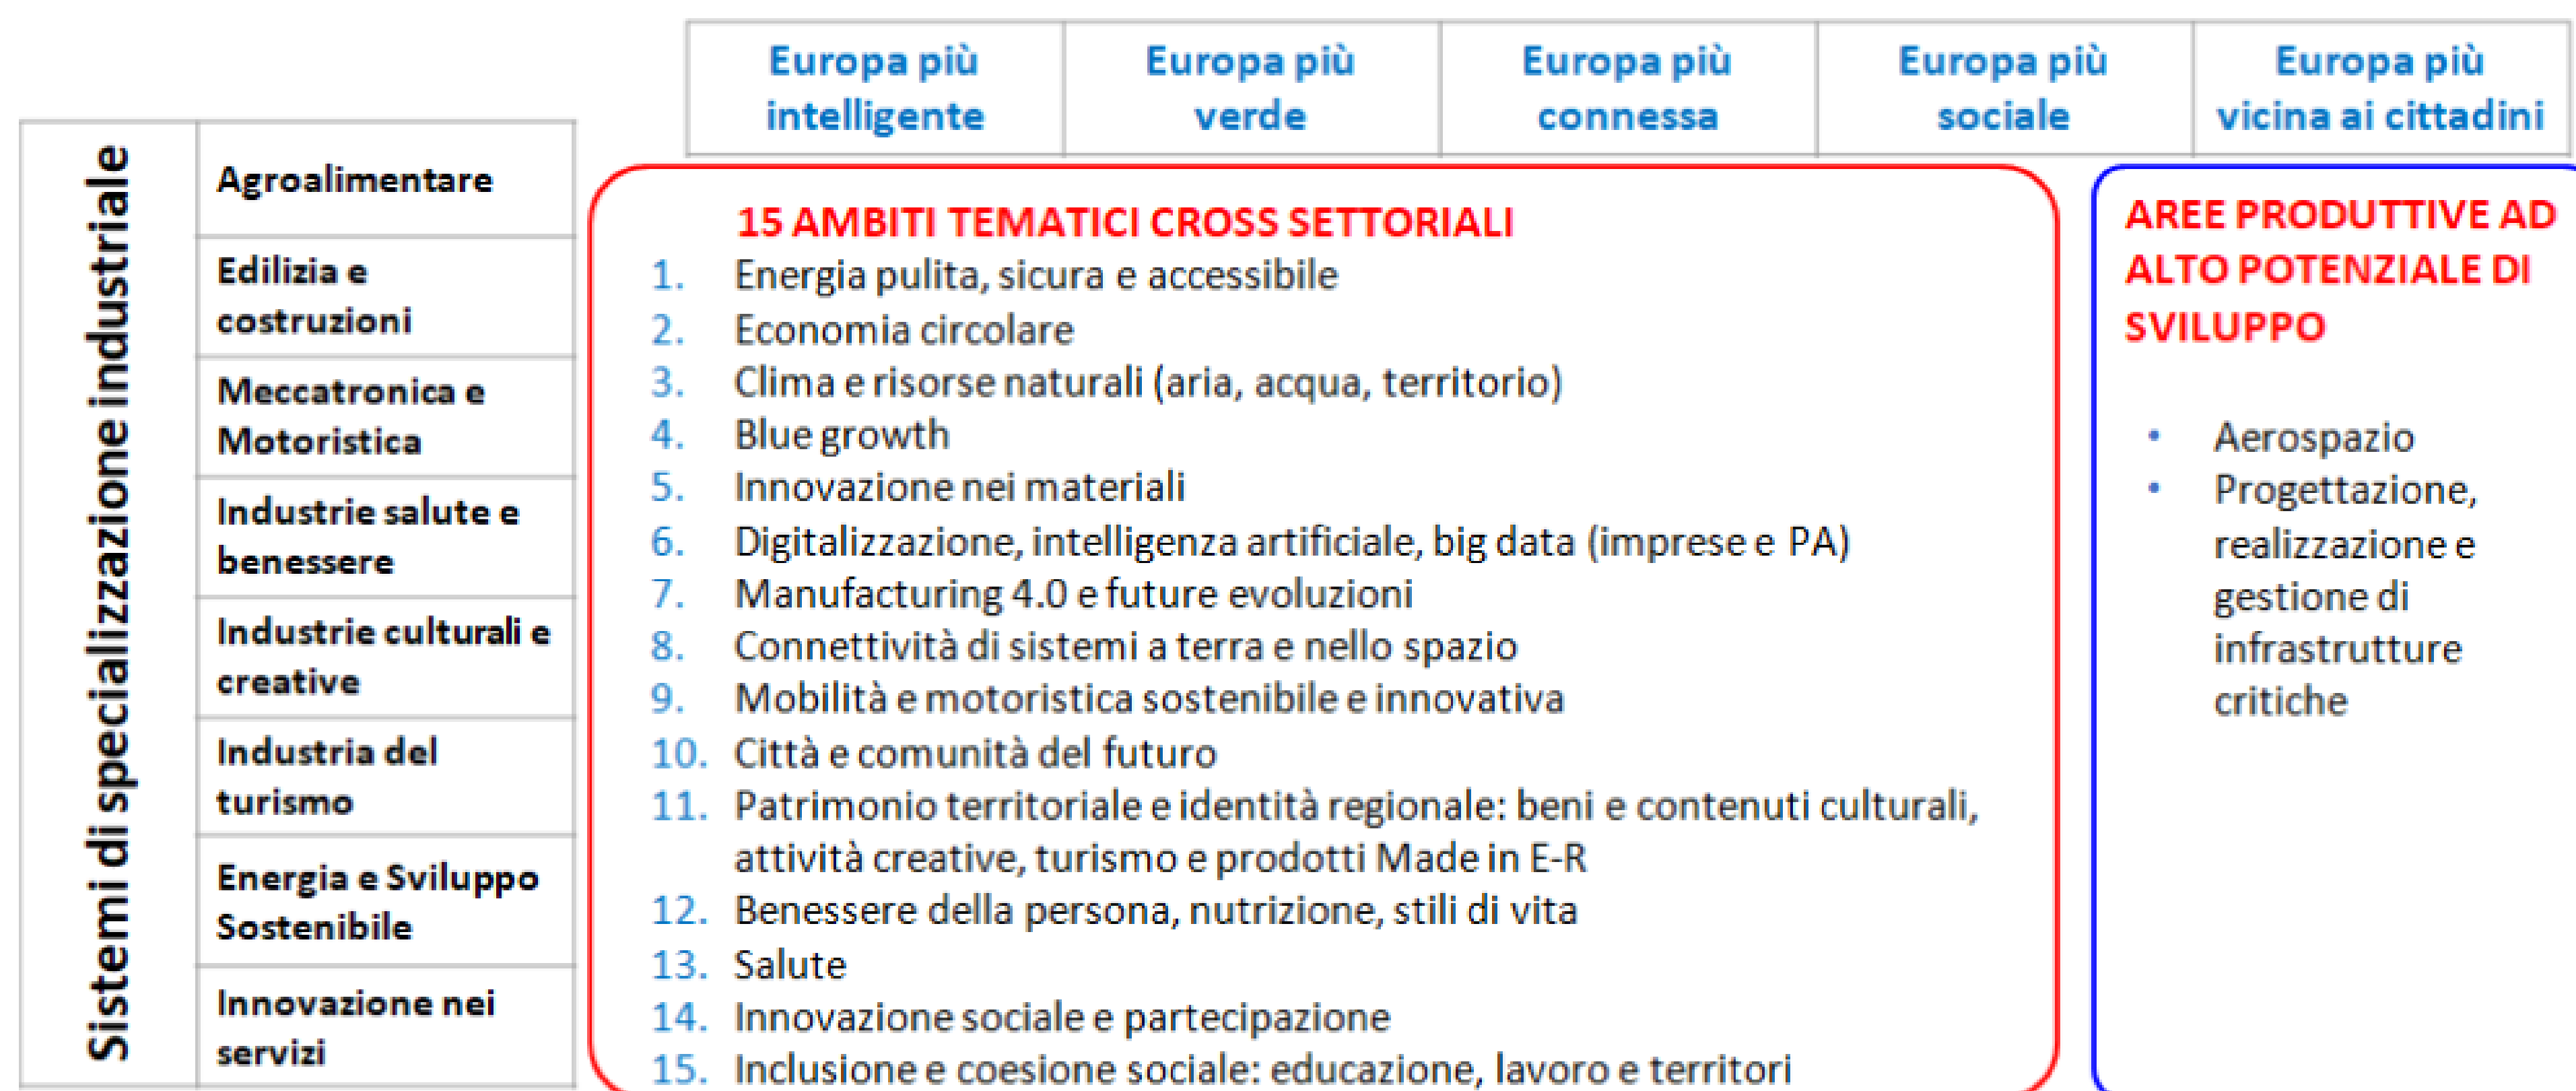 Europa più
intelligente
Europa più
verde
Europa più
connessa
Europa più
sociale
Europa più
vicina ai cittadini
Sistemi di specializzazione industriale
Agroalimentare
Edilizia e
costruzioni
Meccatronica e
Motoristica
Industrie salute e
benessere
Industrie culturali e
creative
Industria del
turismo
Energia e Sviluppo
Sostenibile
Innovazione nei
servizi
15 AMBITI TEMATICI CROSS SETTORIALI
1. Energia pulita, sicura e accessibile
2. Economia circolare
3. Clima e risorse naturali (aria, acqua, territorio)
4. Blue growth
5. Innovazione nei materiali
6. Digitalizzazione, intelligenza artificiale, big data (imprese e PA)
7. Manufacturing 4.0 e future evoluzioni
8. Connettività di sistemi a terra e nello spazio
9. Mobilità e motoristica sostenibile e innovativa
10. Città e comunità del futuro
11. Patrimonio territoriale e identità regionale: beni e contenuti culturali,
attività creative, turismo e prodotti Made in E-R
12. Benessere della persona, nutrizione, stili di vita
13. Salute
14. Innovazione sociale e partecipazione
15. Inclusione e coesione sociale: educazione, lavoro e territori
AREE PRODUTTIVE AD
ALTO POTENZIALE DI
SVILUPPO
• Aerospazio
• Progettazione,
realizzazione e
gestione di
infrastrutture
critiche